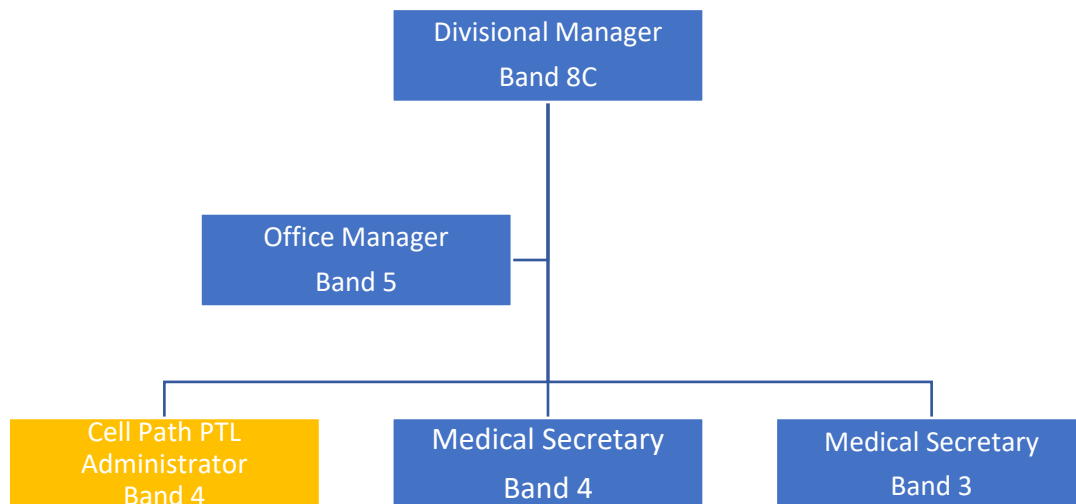 Divisional Manager
Band 8C
Office Manager
Band 5
Cell Path PTL
Administrator
Band 4
Medical Secretary
Band 4
Medical Secretary
Band 3